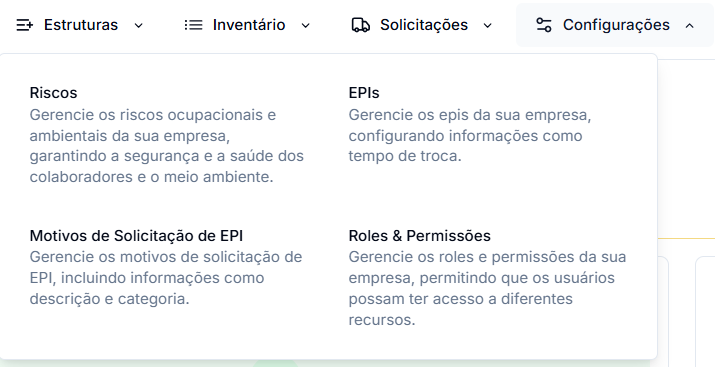 Estruturas Inventário Solicitações Configurações
Riscos
Gerencie os riscos ocupacionais e
ambientais da sua empresa,
garantindo a segurança e a saúde dos
colaboradores e o meio ambiente.
EPIs
Gerencie os epis da sua empresa,
configurando informações como
tempo de troca.
Motivos de Solicitação de EPI
Gerencie os motivos de solicitação de
EPI, incluindo informações como
descrição e categoria.
Roles & Permissões
Gerencie os roles e permissões da sua
empresa, permitindo que os usuários
possam ter acesso a diferentes
recursos.